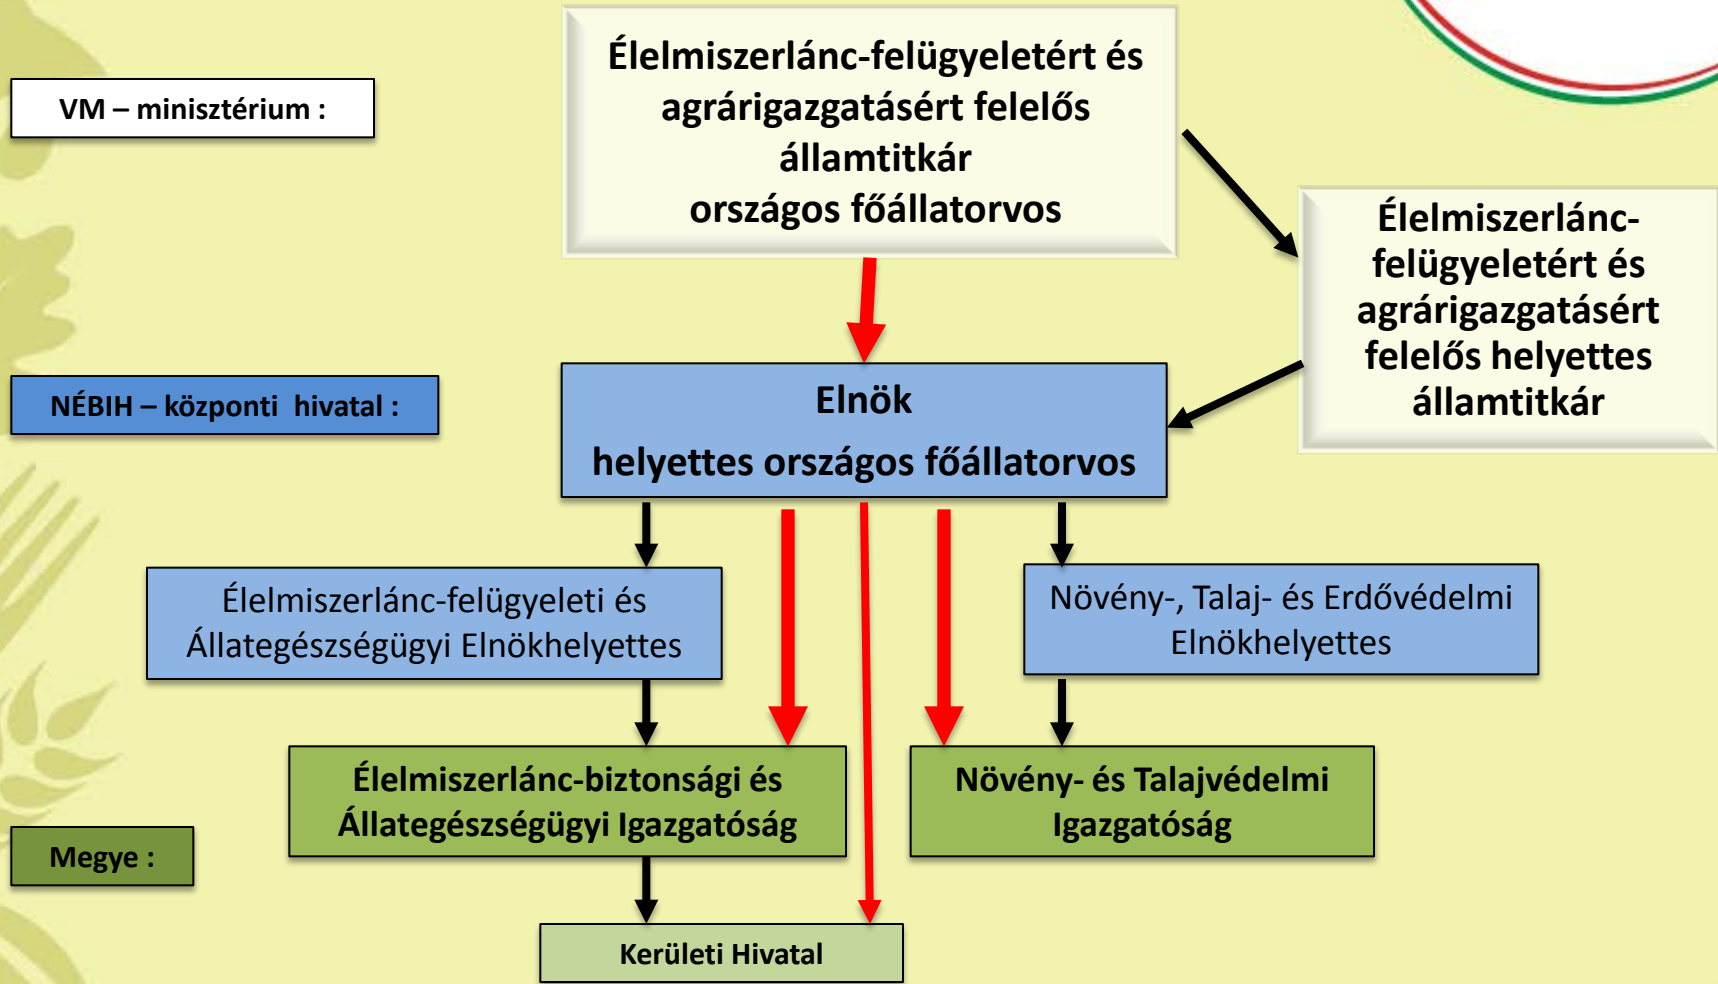 VM – minisztérium :
Élelmiszerlánc-felügyeletért és
agrárigazgatásért felelős
államtitkár
országos főállatorvos
Élelmiszerlánc-
felügyeletért és
agrárigazgatásért
felelős helyettes
államtitkár
NÉBIH – központi hivatal :
Elnök
helyettes országos főállatorvos
Élelmiszerlánc-felügyeleti és
Állategészségügyi Elnökhelyettes
Növény-, Talaj- és Erdővédelmi
Elnökhelyettes
Élelmiszerlánc-biztonsági és
Állategészségügyi Igazgatóság
Növény- és Talajvédelmi
Igazgatóság
Megye :
Kerületi Hivatal